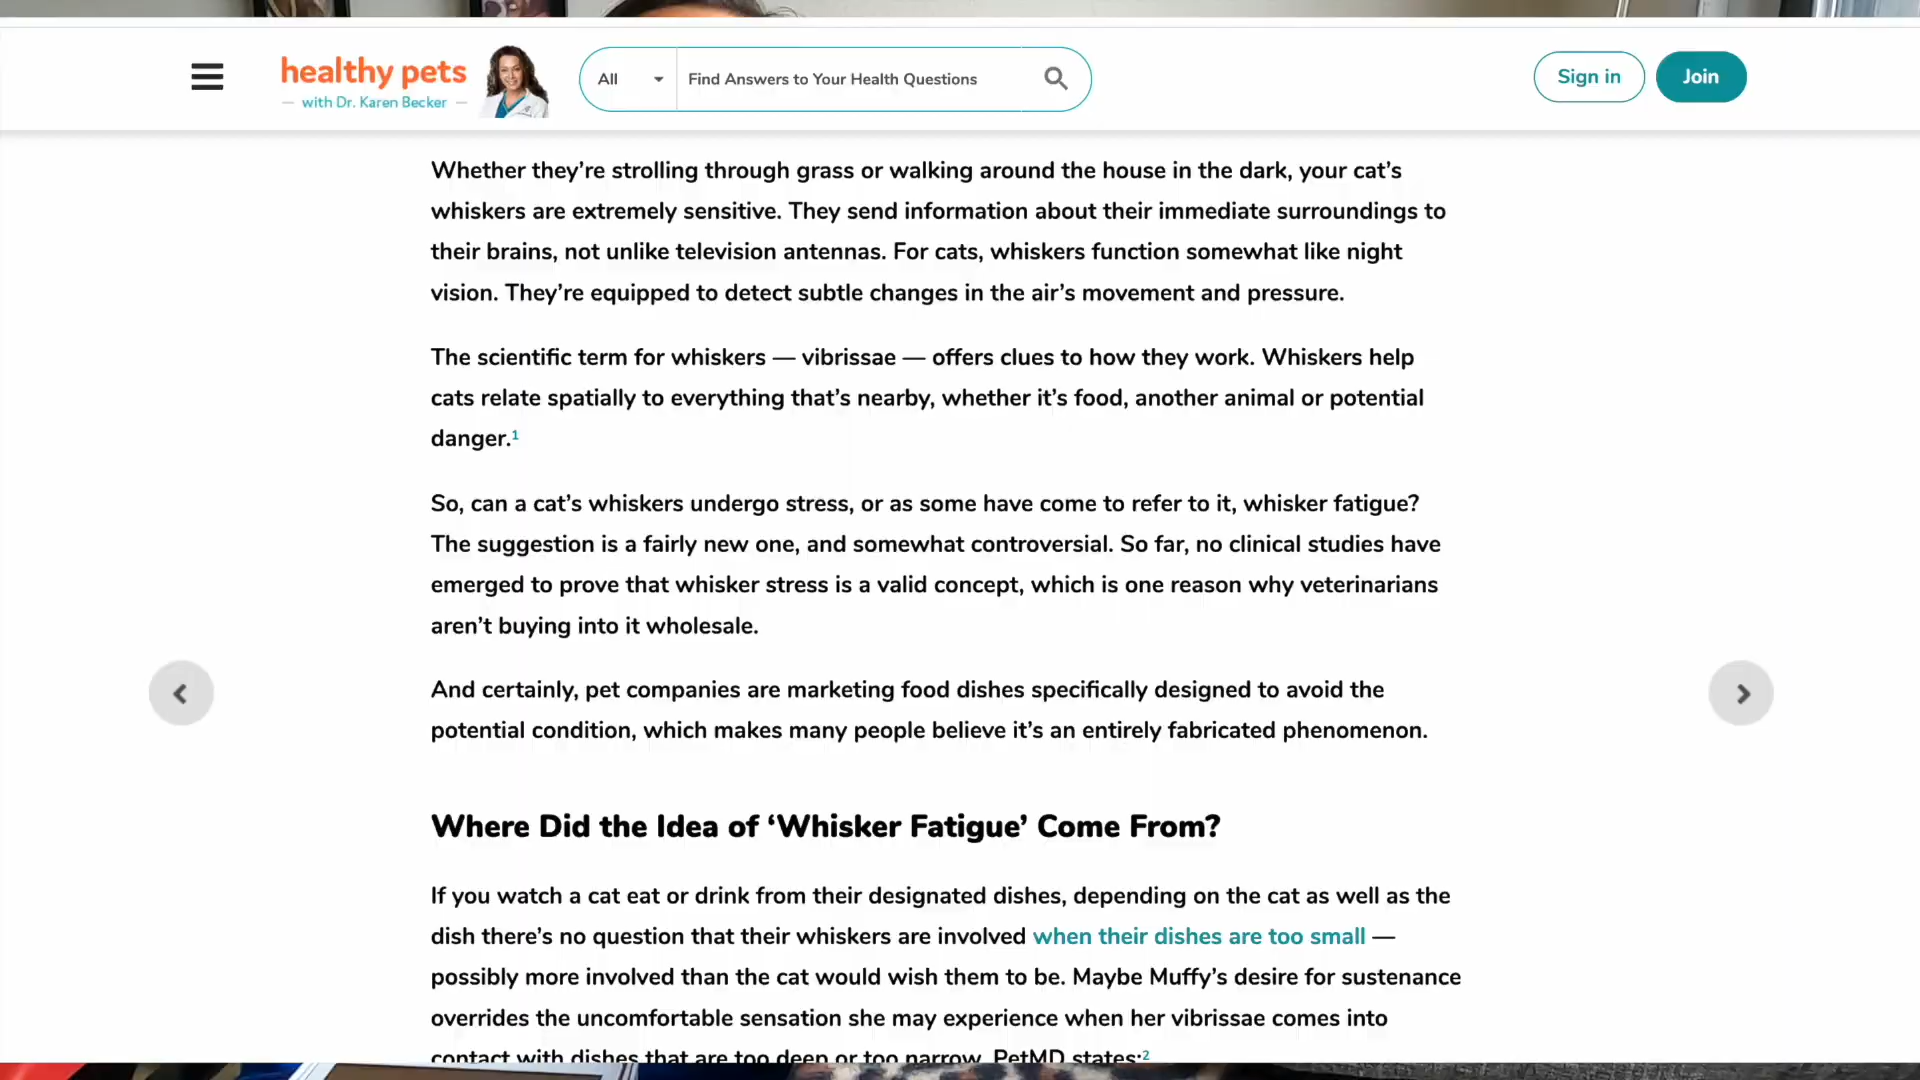 healthy pets
— with Dr. Karen Becker —
All
Find Answers to Your Health Questions
Sign in
Join
Whether they’re strolling through grass or walking around the house in the dark, your cat’s
whiskers are extremely sensitive. They send information about their immediate surroundings to
their brains, not unlike television antennas. For cats, whiskers function somewhat like night
vision. They’re equipped to detect subtle changes in the air’s movement and pressure.
The scientific term for whiskers — vibrissae — offers clues to how they work. Whiskers help
cats relate spatially to everything that’s nearby, whether it’s food, another animal or potential
danger.1
So, can a cat’s whiskers undergo stress, or as some have come to refer to it, whisker fatigue?
The suggestion is a fairly new one, and somewhat controversial. So far, no clinical studies have
emerged to prove that whisker stress is a valid concept, which is one reason why veterinarians
aren’t buying into it wholesale.
And certainly, pet companies are marketing food dishes specifically designed to avoid the
potential condition, which makes many people believe it’s an entirely fabricated phenomenon.
Where Did the Idea of ‘Whisker Fatigue’ Come From?
If you watch a cat eat or drink from their designated dishes, depending on the cat as well as the
dish there’s no question that their whiskers are involved when their dishes are too small —
possibly more involved than the cat would wish them to be. Maybe Muffy’s desire for sustenance
overrides the uncomfortable sensation she may experience when her vibrissae comes into
contact with dishes that are too deep or too narrow. PetMD states:2